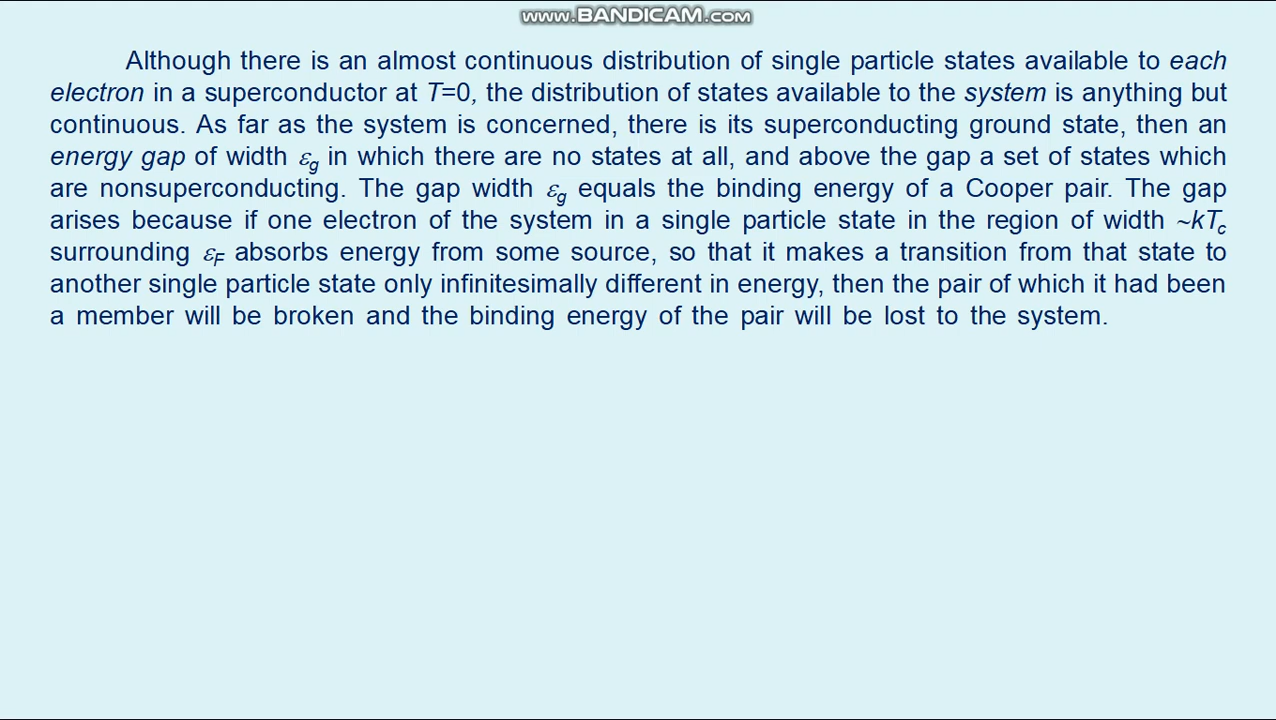 www.BANDICAM.com
Although there is an almost continuous distribution of single particle states available to each
electron in a superconductor at T=0, the distribution of states available to the system is anything but
continuous. As far as the system is concerned, there is its superconducting ground state, then an
energy gap of width εg in which there are no states at all, and above the gap a set of states which
are nonsuperconducting. The gap width εg equals the binding energy of a Cooper pair. The gap
arises because if one electron of the system in a single particle state in the region of width ~kTc
surrounding εF absorbs energy from some source, so that it makes a transition from that state to
another single particle state only infinitesimally different in energy, then the pair of which it had been
a member will be broken and the binding energy of the pair will be lost to the system.